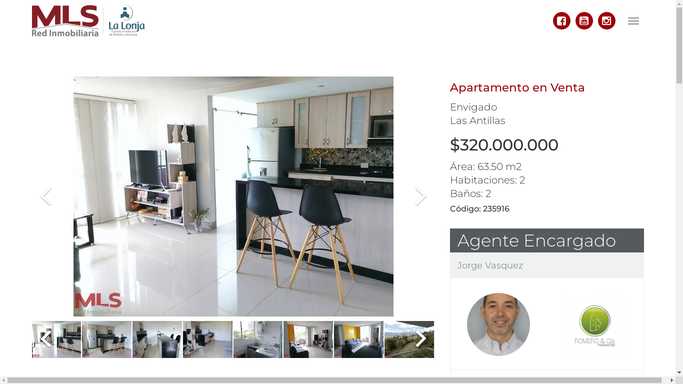 MLS
Red Inmobiliaria
La Lonja
Apartamento en Venta
Envigado
Las Antillas
$320.000.000
Área: 63.50 m2
Habitaciones: 2
Baños: 2
Código: 235916
MLS
Agente Encargado
Jorge Vasquez